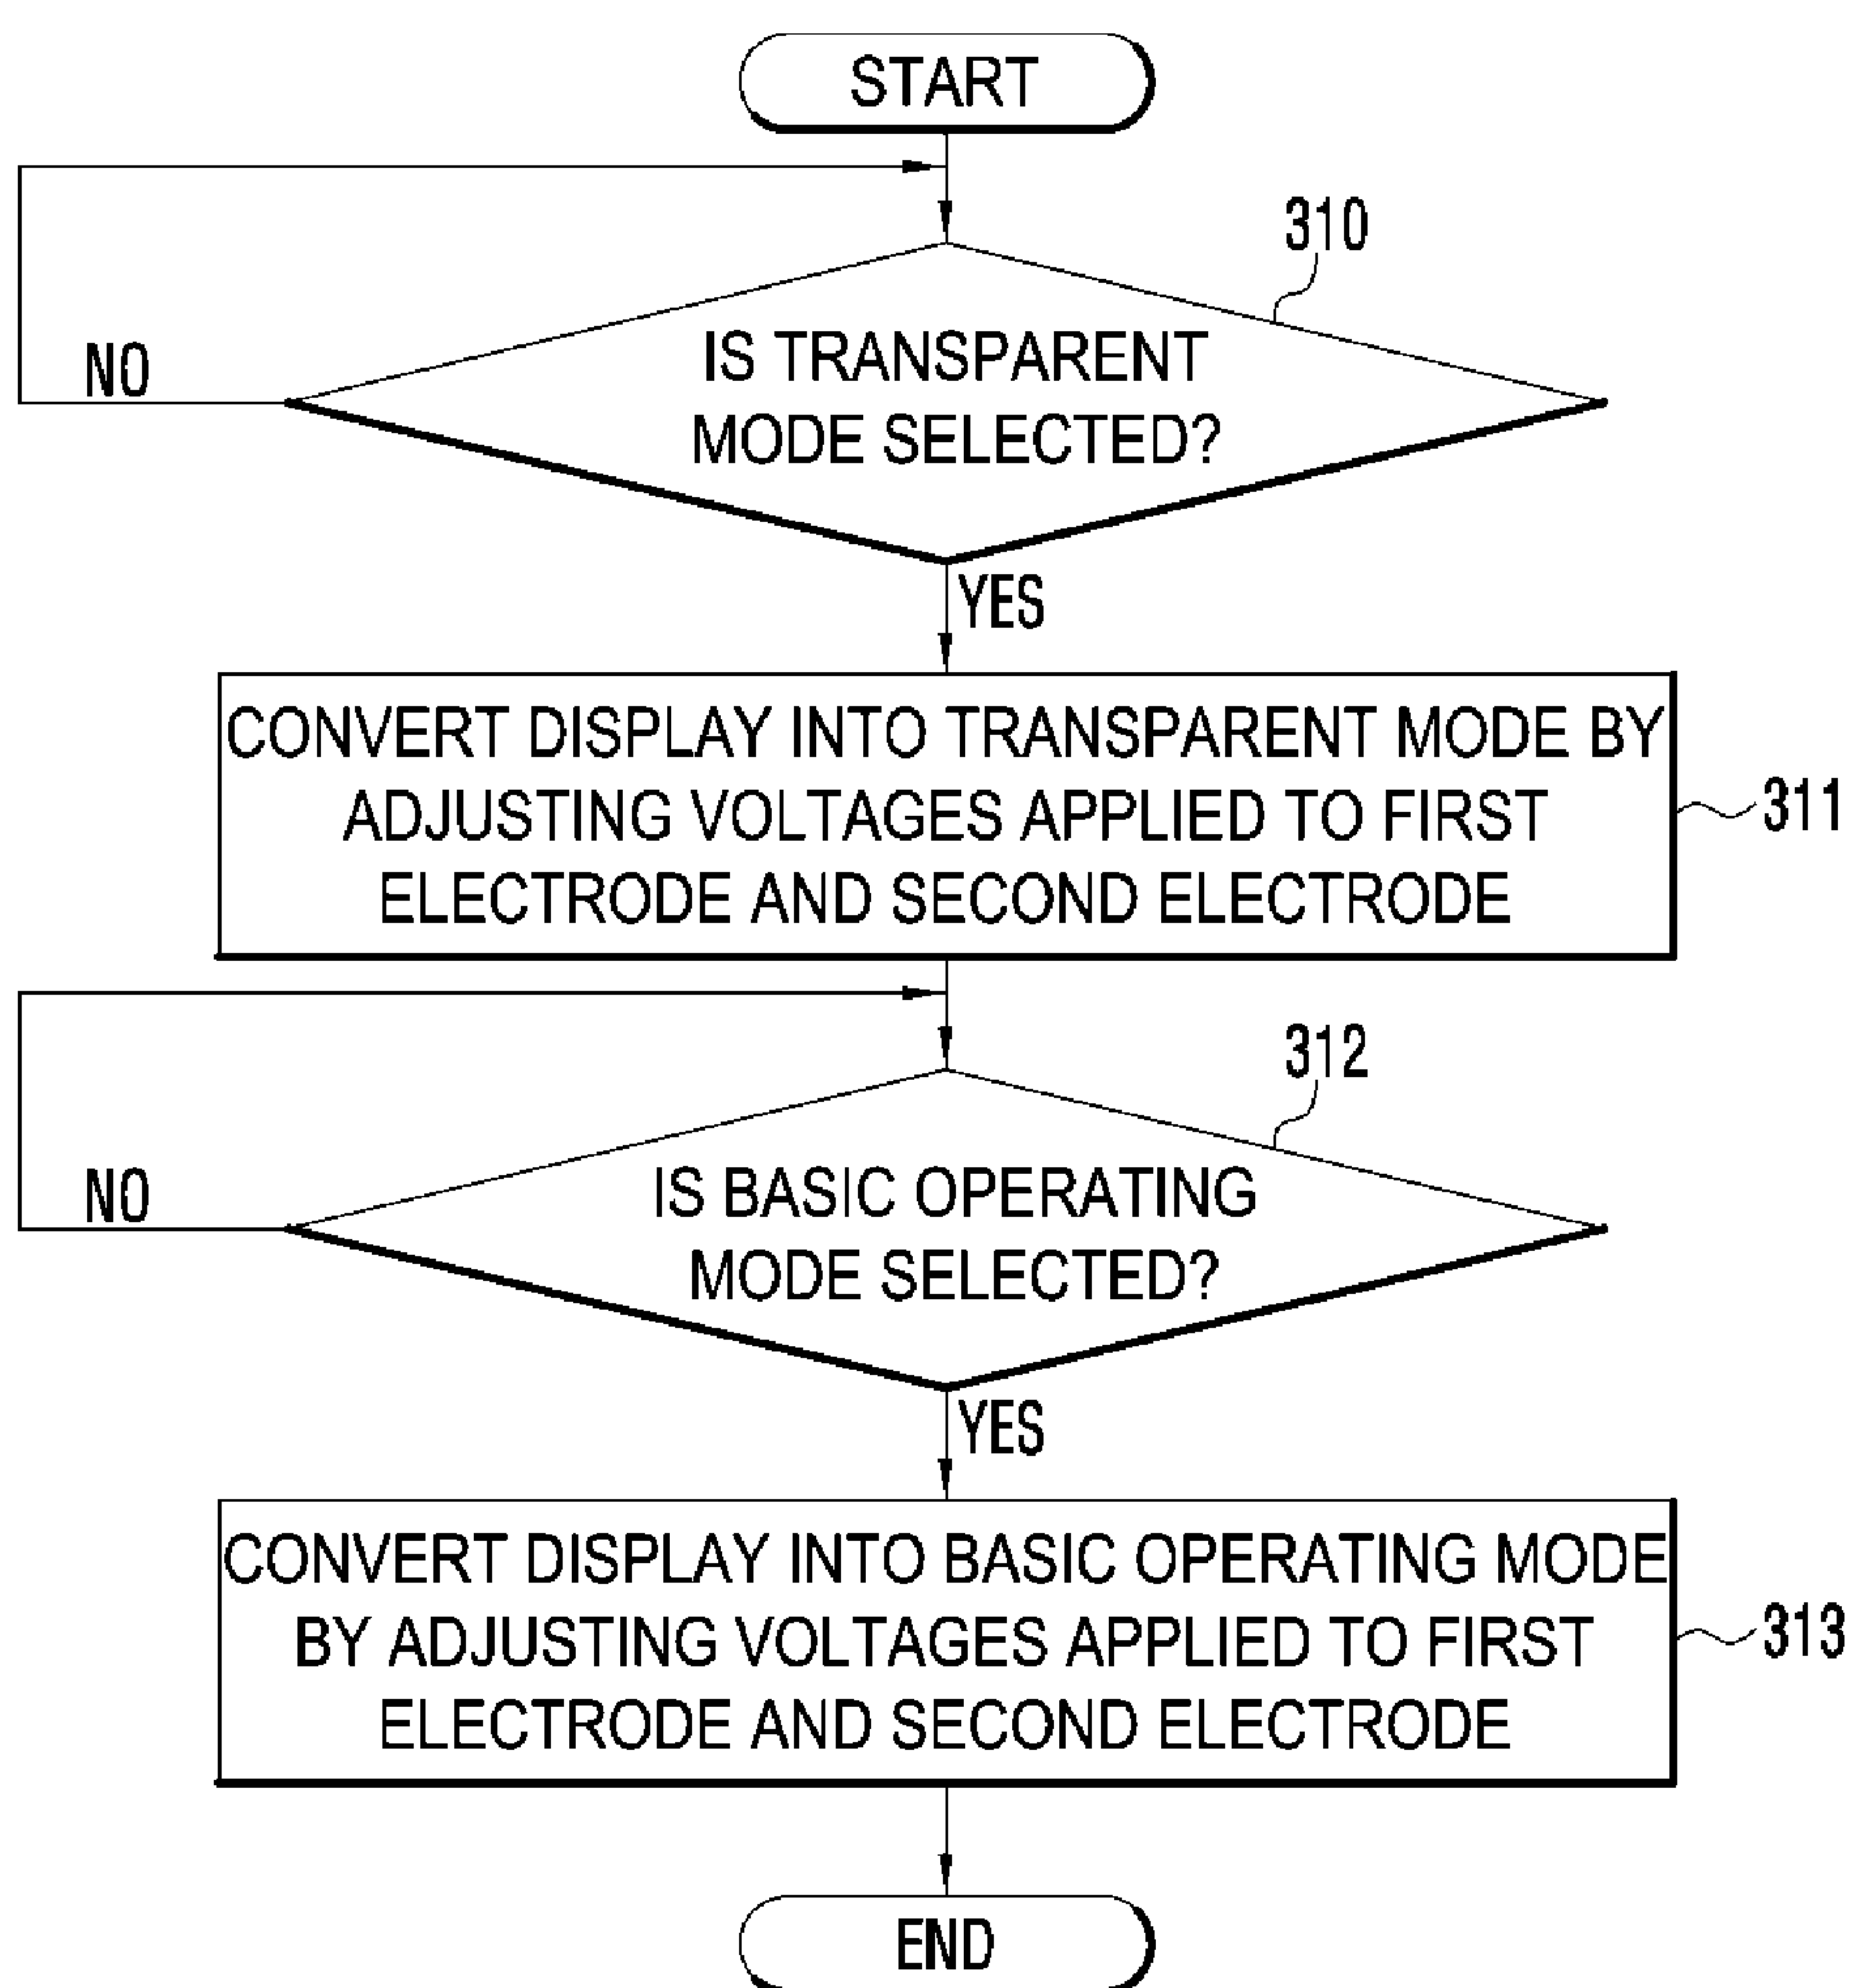 START
310
IS TRANSPARENT
MODE SELECTED?
NO
YES
CONVERT DISPLAY INTO TRANSPARENT MODE BY
ADJUSTING VOLTAGES APPLIED TO FIRST
ELECTRODE AND SECOND ELECTRODE
311
312
IS BASIC OPERATING
MODE SELECTED?
NO
YES
CONVERT DISPLAY INTO BASIC OPERATING MODE
BY ADJUSTING VOLTAGES APPLIED TO FIRST
ELECTRODE AND SECOND ELECTRODE
313
END